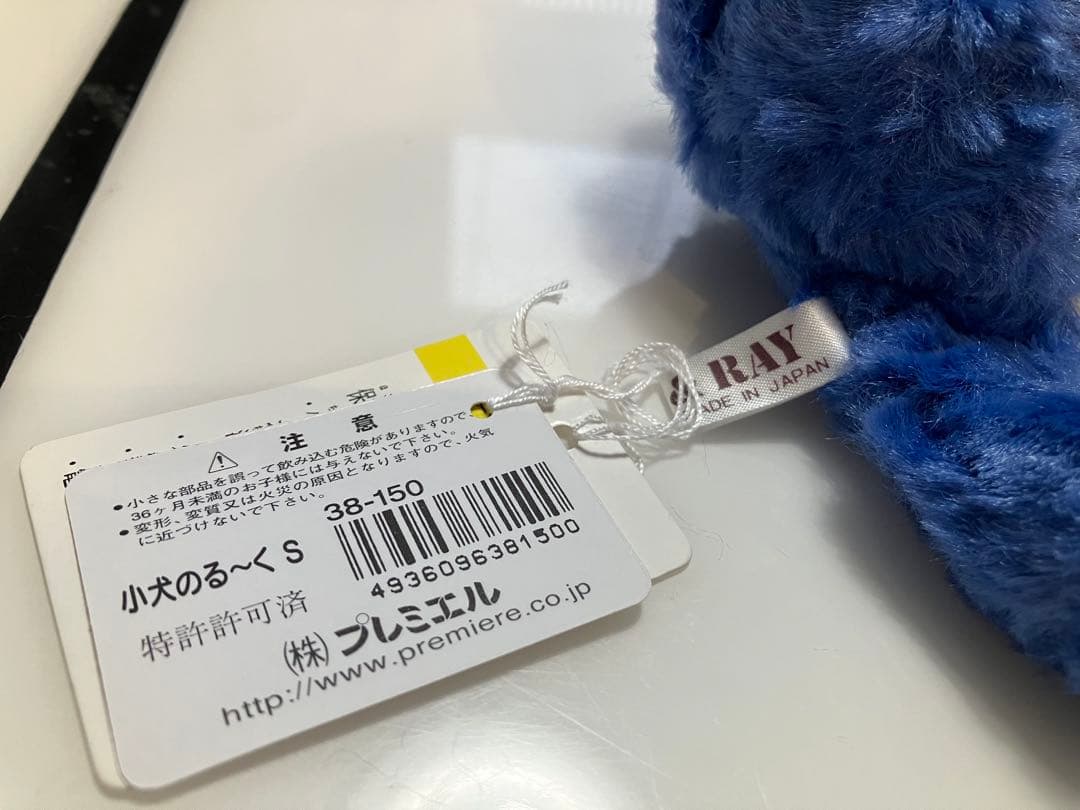 注意
・小さな部品を誤って飲み込む危険がありますので、
36ヶ月未満のお子様には与えないで下さい。
・変形、変質又は火災の原因となりますので、火気
に近づけないで下さい。
38-150
4936096381500
小犬のる〜く S
特許許可済
(株)プレミエル
http://www.premiere.co.jp
& RAY
MADE IN JAPAN
保